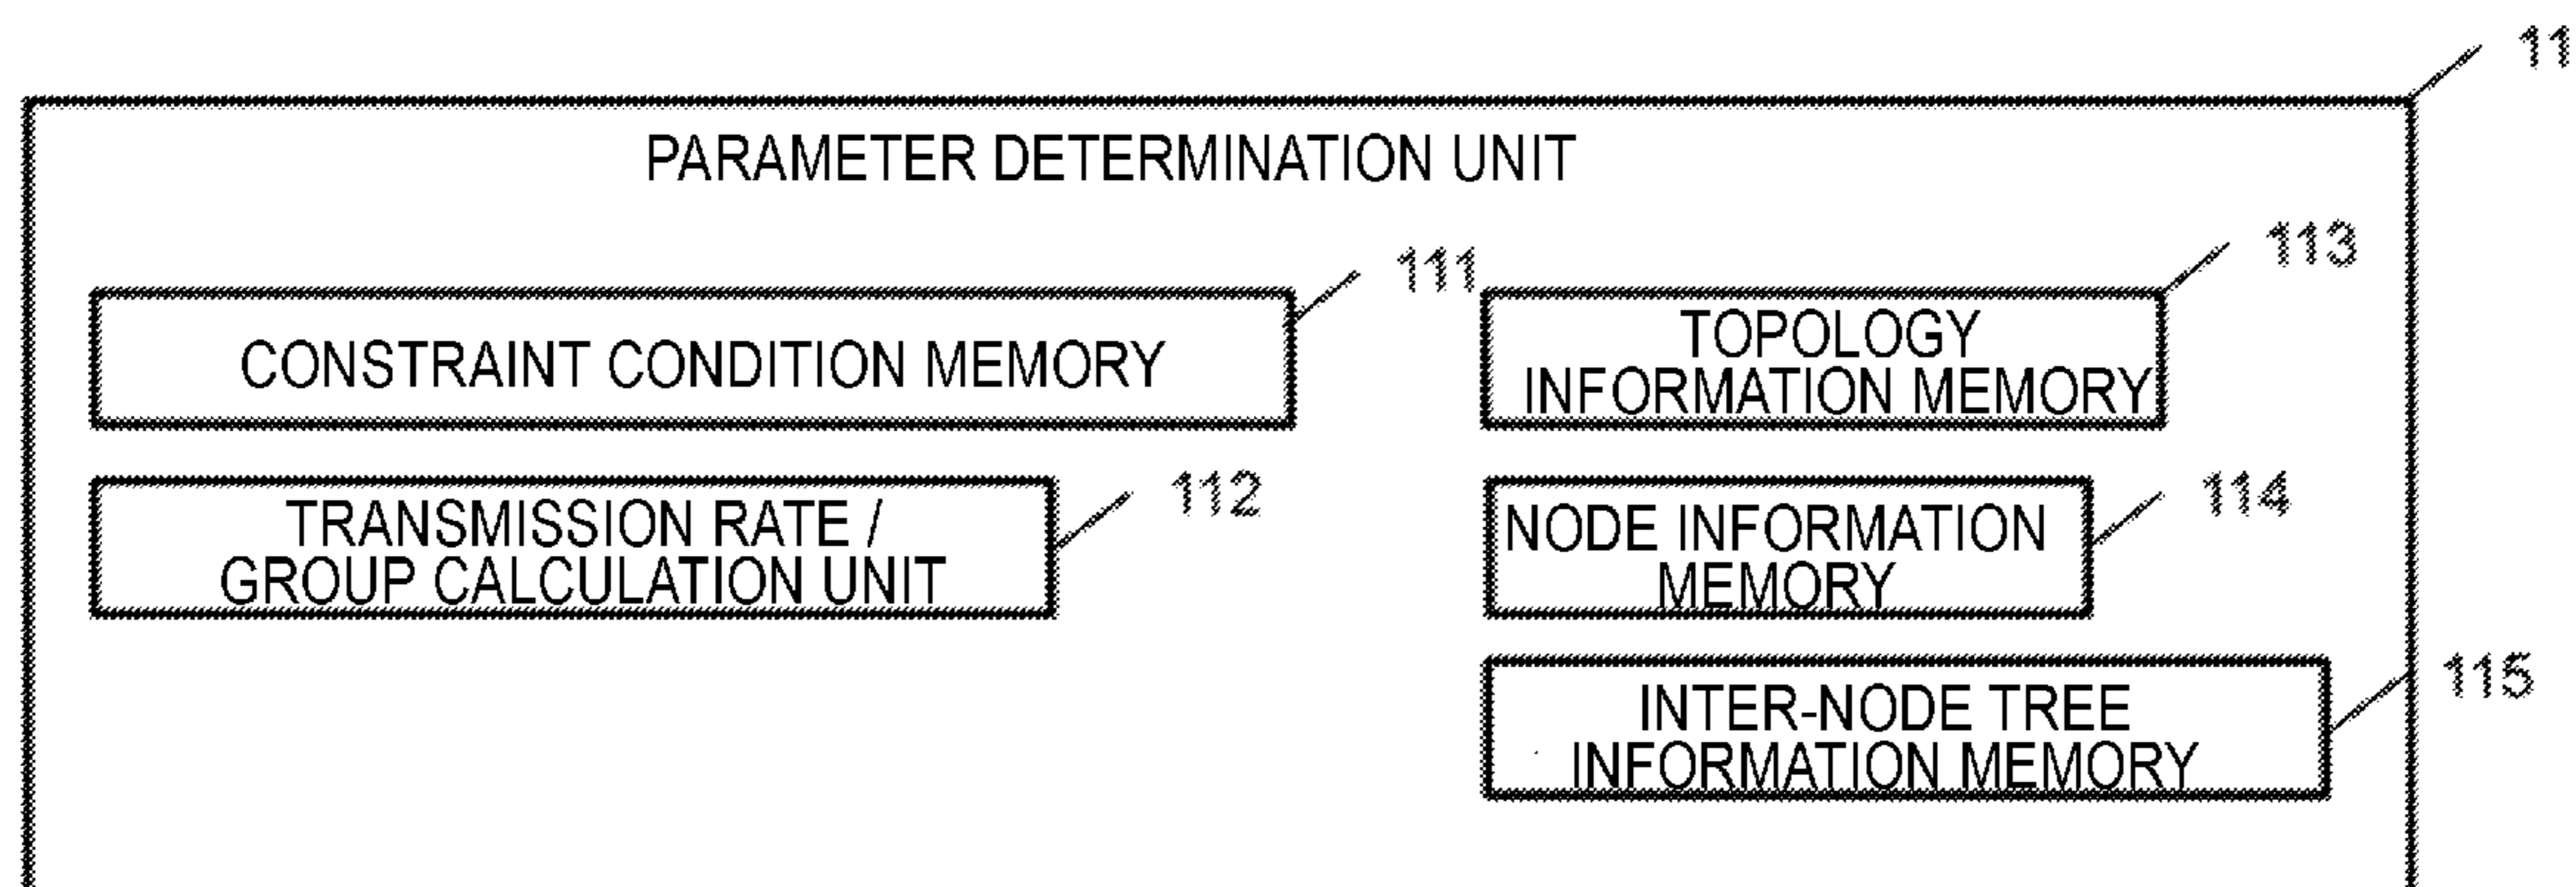 11
PARAMETER DETERMINATION UNIT
111
CONSTRAINT CONDITION MEMORY
113
TOPOLOGY
INFORMATION MEMORY
112
TRANSMISSION RATE /
GROUP CALCULATION UNIT
114
NODE INFORMATION
MEMORY
115
INTER-NODE TREE
INFORMATION MEMORY